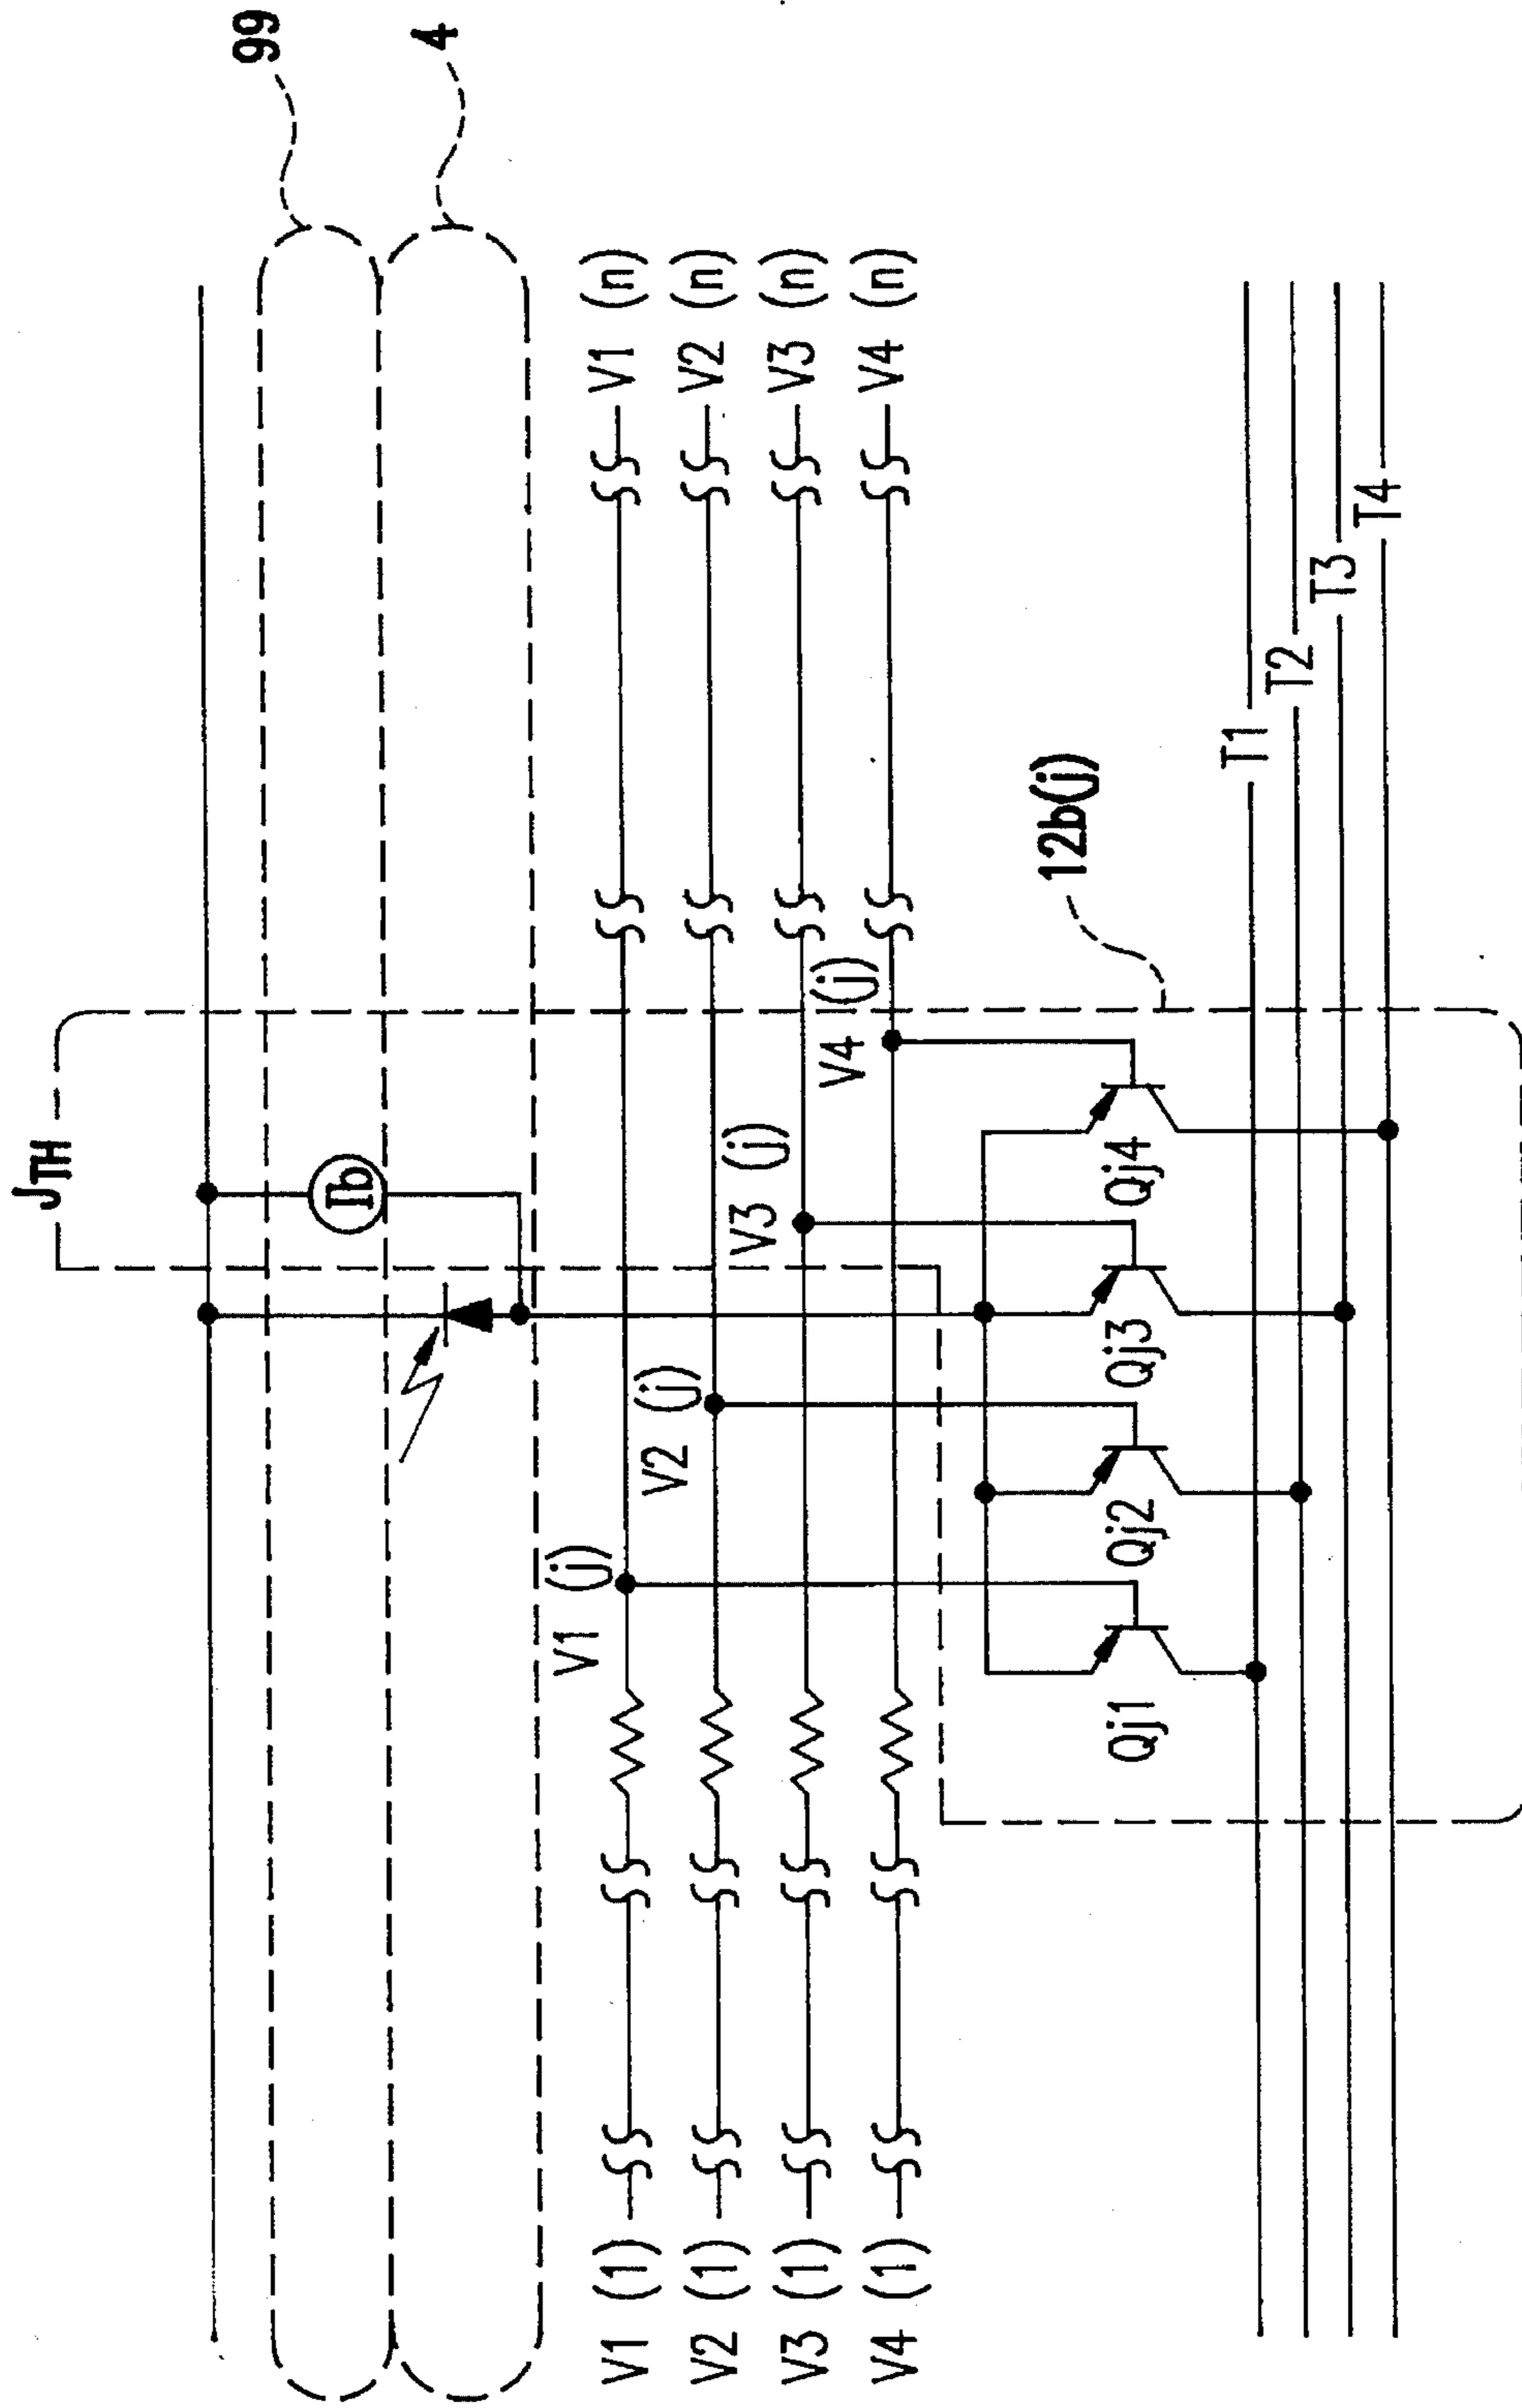 99
4
JTH
Ib
V1 (1)
V1 (j)
V1 (n)
V2 (1)
V2 (j)
V2 (n)
V3 (1)
V3 (j)
V3 (n)
V4 (1)
V4 (j)
V4 (n)
12b(j)
Qj1
Qj2
Qj3
Qj4
T1
T2
T3
T4